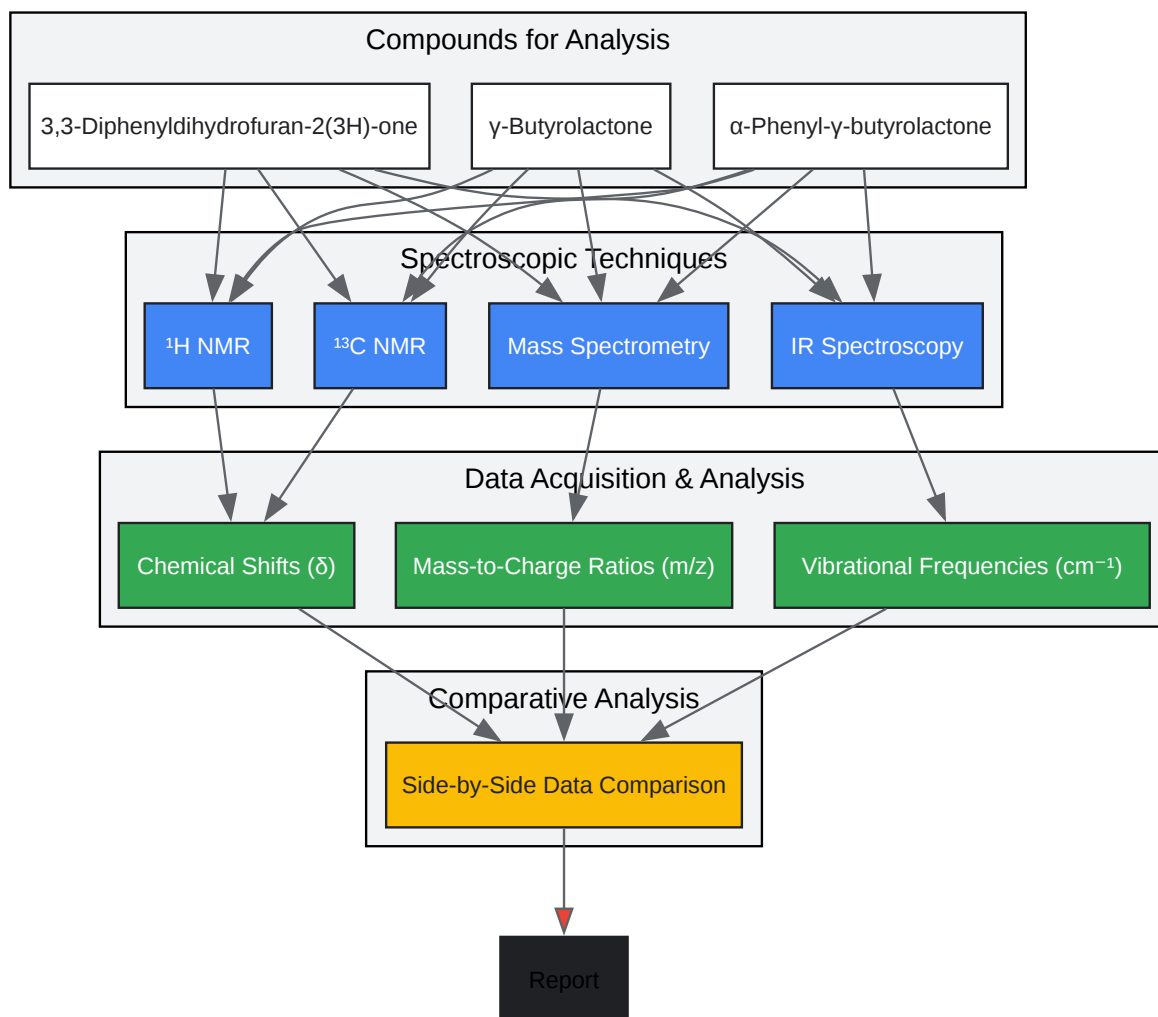 Compounds for Analysis
3,3-Diphenyldihydrofuran-2(3H)-one
γ-Butyrolactone
α-Phenyl-γ-butyrolactone
Spectroscopic Techniques
¹H NMR
¹³C NMR
Mass Spectrometry
IR Spectroscopy
Data Acquisition & Analysis
Chemical Shifts (δ)
Mass-to-Charge Ratios (m/z)
Vibrational Frequencies (cm⁻¹)
Comparative Analysis
Side-by-Side Data Comparison
Report